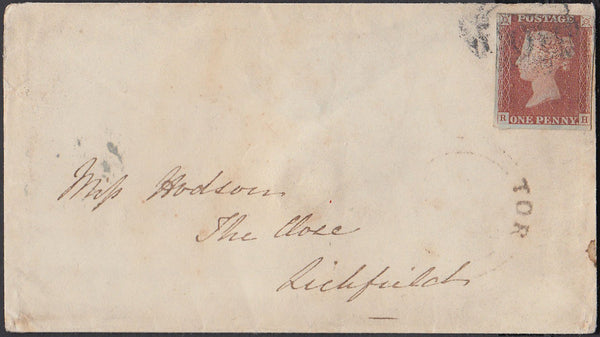 POSTAGE
R H
ONE PENNY
TOR
Miss Hodson
The Close
Lichfield